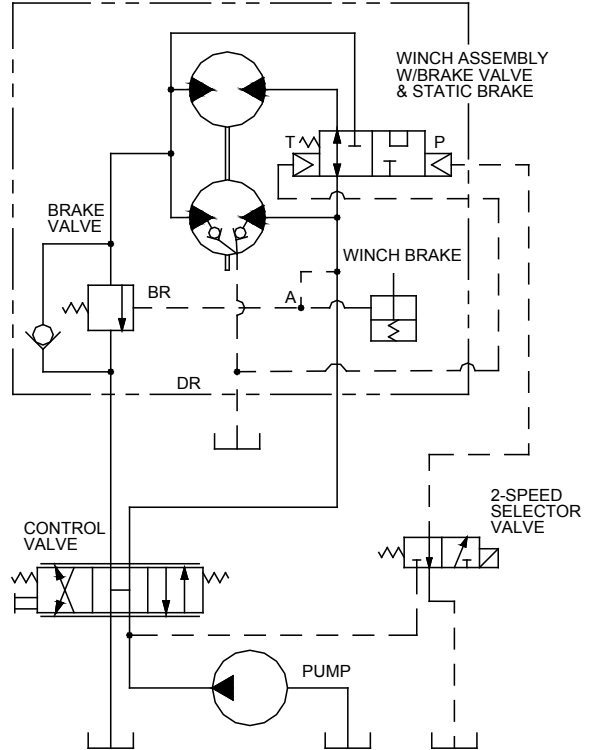 WINCH ASSEMBLY
W/BRAKE VALVE
& STATIC BRAKE
T
P
BRAKE
VALVE
WINCH BRAKE
BR
A
DR
2-SPEED
SELECTOR
VALVE
CONTROL
VALVE
PUMP